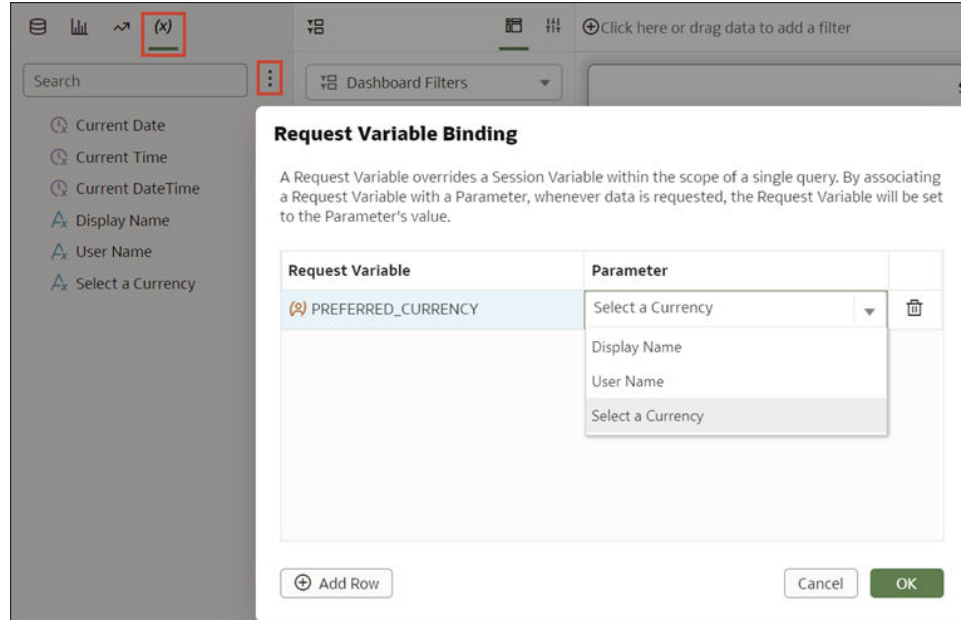 (x)
Click here or drag data to add a filter
Search
Dashboard Filters
Current Date
Current Time
Current DateTime
Display Name
User Name
Select a Currency
Request Variable Binding
A Request Variable overrides a Session Variable within the scope of a single query. By associating
a Request Variable with a Parameter, whenever data is requested, the Request Variable will be set
to the Parameter's value.
Request Variable Parameter
PREFERRED_CURRENCY Select a Currency
Display Name
User Name
Select a Currency
Add Row Cancel OK